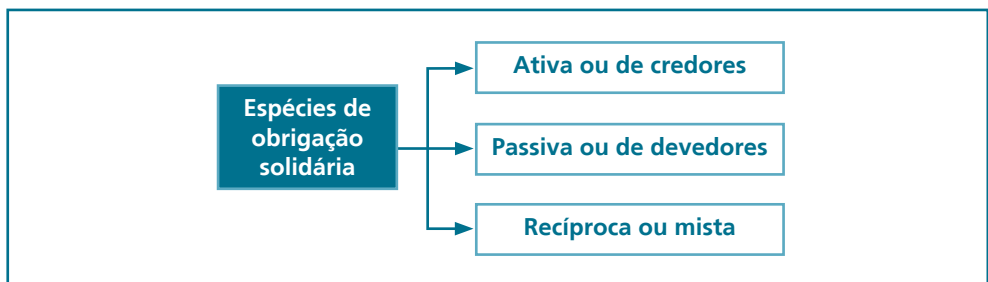 Espécies de
obrigação
solidária
Ativa ou de credores
Passiva ou de devedores
Recíproca ou mista